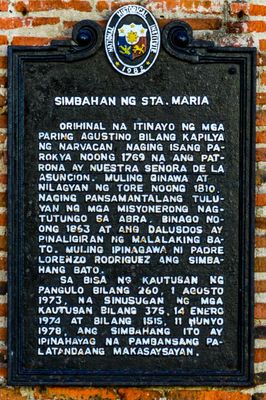 NATIONAL HISTORICAL INSTITUTE
1982
SIMBAHAN NG STA. MARIA
ORIHINAL NA ITINAYO NG MGA
PARING AGUSTINO BILANG KAPILYA
NG NARVACAN. NAGING ISANG PA-
ROKYA NOONG 1769 NA ANG PAT-
RONA AY NUESTRA SEÑORA DE LA
ASUNCION. MULING GINAWA AT
NILAGYAN NG TORE NOONG 1810.
NAGING PANSAMANTALANG TULU-
YAN NG MGA MISYONERONG NAG-
TUTUNGO SA ABRA. BINAGO NO-
ONG 1863 AT ANG DALUSDOS AY
PINALIGIRAN NG MALALAKING BA-
TO. MULING IPINAGAWA NI PADRE
LORENZO RODRIGUEZ ANG SIMBA-
HANG BATO.
SA BISA NG KAUTUSAN NG
PANGULO BILANG 260, 1 AGOSTO
1973, NA SINUSUGAN NG MGA
KAUTUSAN BILANG 375, 14 ENERO
1974 AT BILANG 1515, 11 HUNYO
1978, ANG SIMBAHANG ITO AY
IPINAHAYAG NA PAMBANSANG PA-
LATANDAANG MAKASAYSAYAN.